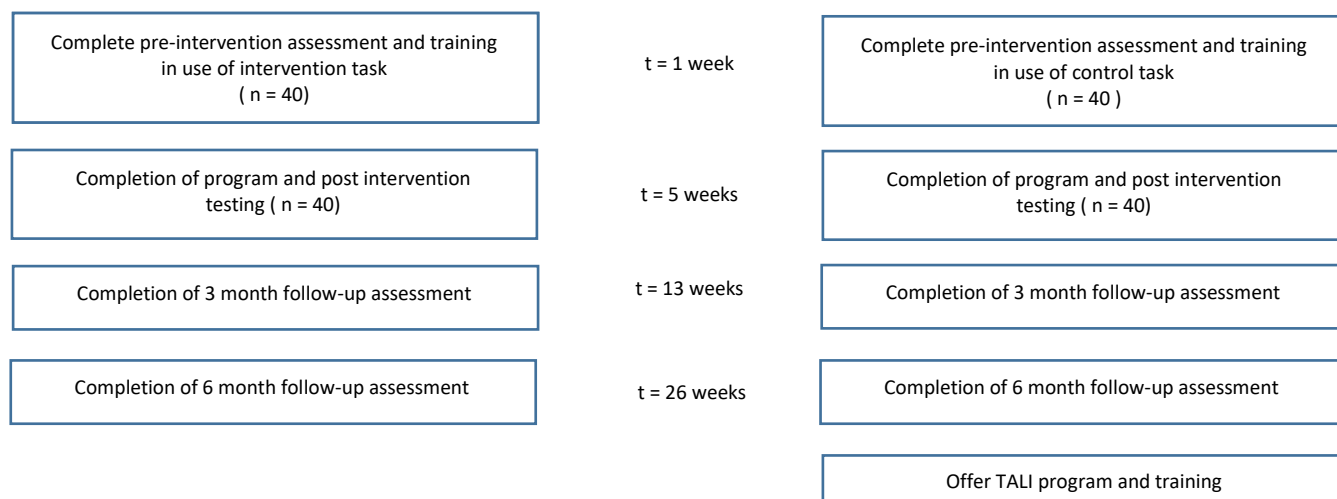 Complete pre-intervention assessment and training
in use of intervention task
( n = 40)
t = 1 week
Complete pre-intervention assessment and training
in use of control task
( n = 40 )
Completion of program and post intervention
testing ( n = 40)
t = 5 weeks
Completion of program and post intervention
testing ( n = 40)
Completion of 3 month follow-up assessment
t = 13 weeks
Completion of 3 month follow-up assessment
Completion of 6 month follow-up assessment
t = 26 weeks
Completion of 6 month follow-up assessment
Offer TALI program and training